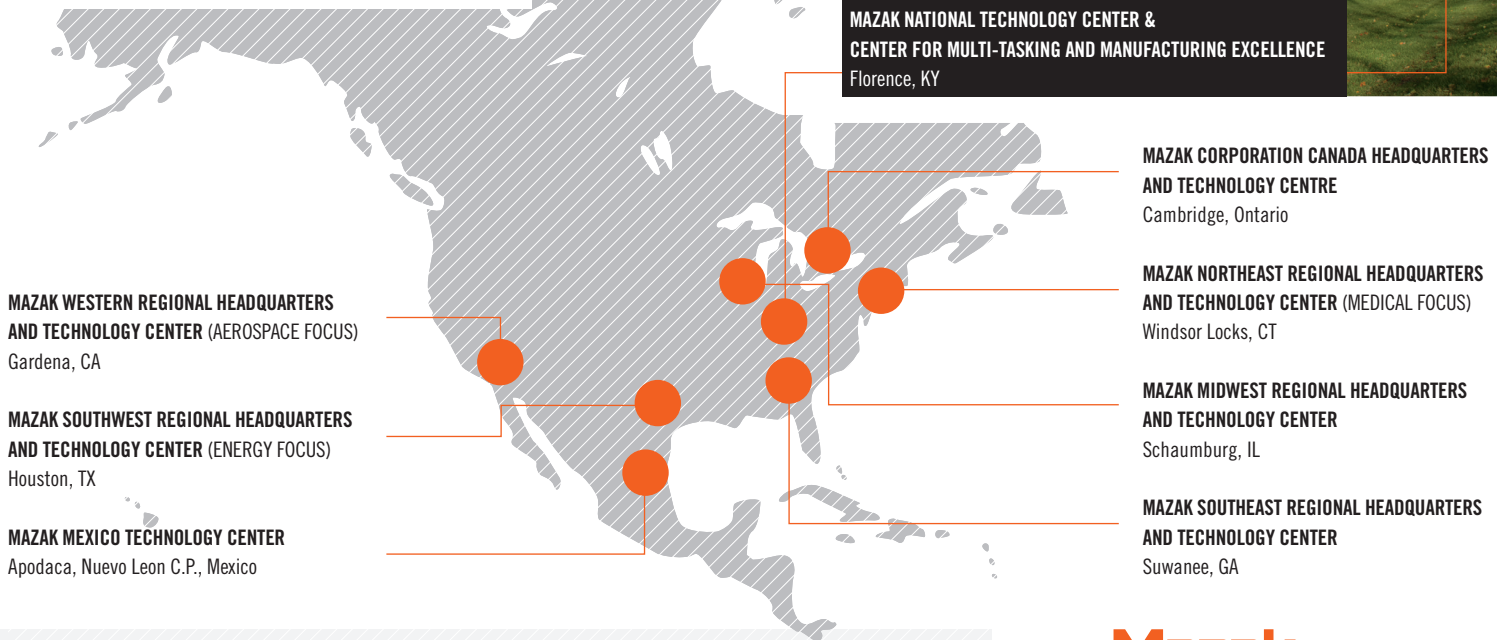 MAZAK NATIONAL TECHNOLOGY CENTER &
CENTER FOR MULTI-TASKING AND MANUFACTURING EXCELLENCE
Florence, KY
MAZAK CORPORATION CANADA HEADQUARTERS
AND TECHNOLOGY CENTRE
Cambridge, Ontario
MAZAK NORTHEAST REGIONAL HEADQUARTERS
AND TECHNOLOGY CENTER (MEDICAL FOCUS)
Windsor Locks, CT
MAZAK MIDWEST REGIONAL HEADQUARTERS
AND TECHNOLOGY CENTER
Schaumburg, IL
MAZAK SOUTHEAST REGIONAL HEADQUARTERS
AND TECHNOLOGY CENTER
Suwanee, GA
MAZAK WESTERN REGIONAL HEADQUARTERS
AND TECHNOLOGY CENTER (AEROSPACE FOCUS)
Gardena, CA
MAZAK SOUTHWEST REGIONAL HEADQUARTERS
AND TECHNOLOGY CENTER (ENERGY FOCUS)
Houston, TX
MAZAK MEXICO TECHNOLOGY CENTER
Apodaca, Nuevo Leon C.P., Mexico